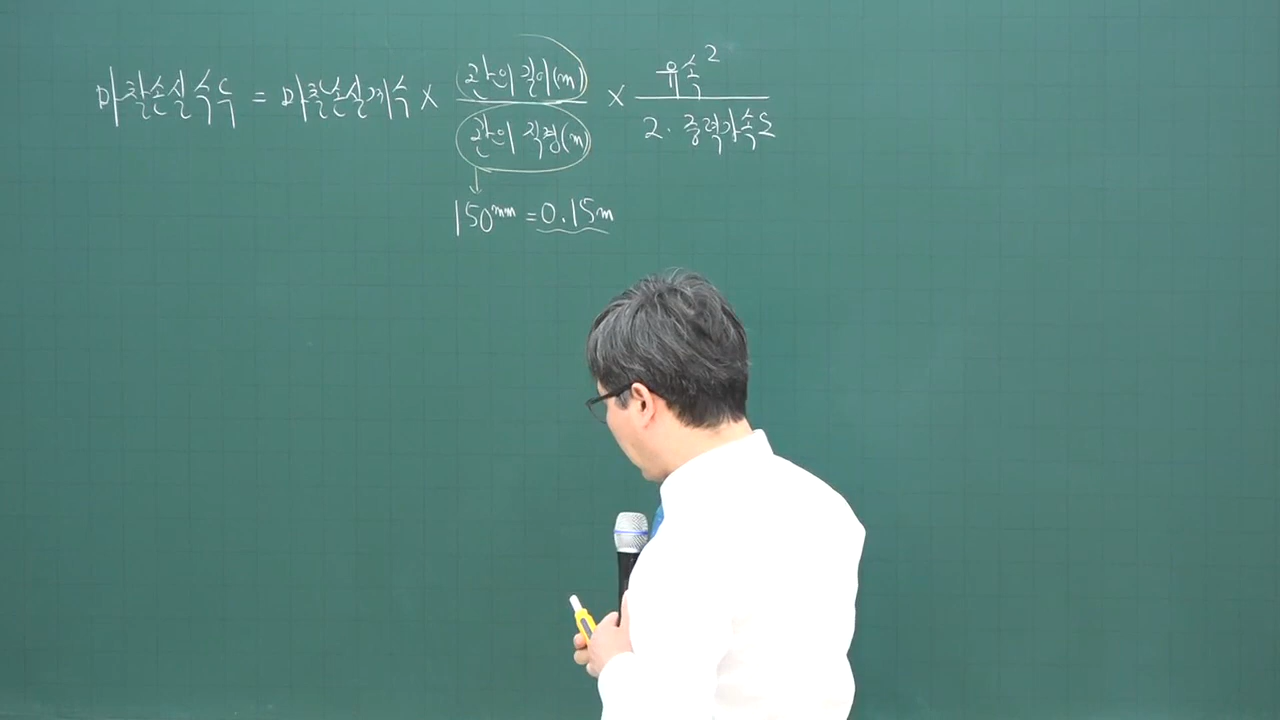 마찰손실수두 = 마찰손실계수 × 관의 길이(m) / 관의 직경(m) × 유속² / 2·중력가속도
↓
150mm = 0.15m